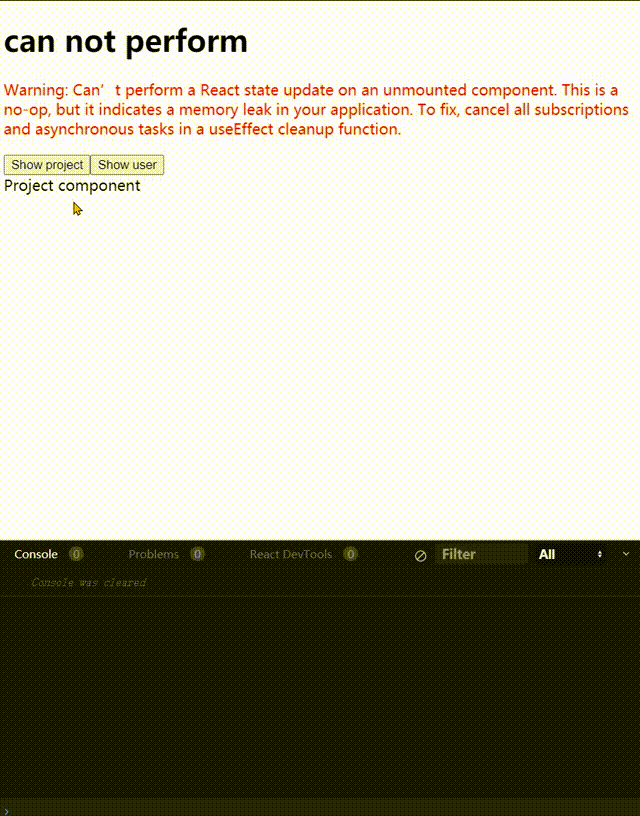 can not perform
Warning: Can’t perform a React state update on an unmounted component. This is a
no-op, but it indicates a memory leak in your application. To fix, cancel all subscriptions
and asynchronous tasks in a useEffect cleanup function.
Show project Show user
Project component
Console 0 Problems 0 React DevTools 0 Filter All
Console was cleared